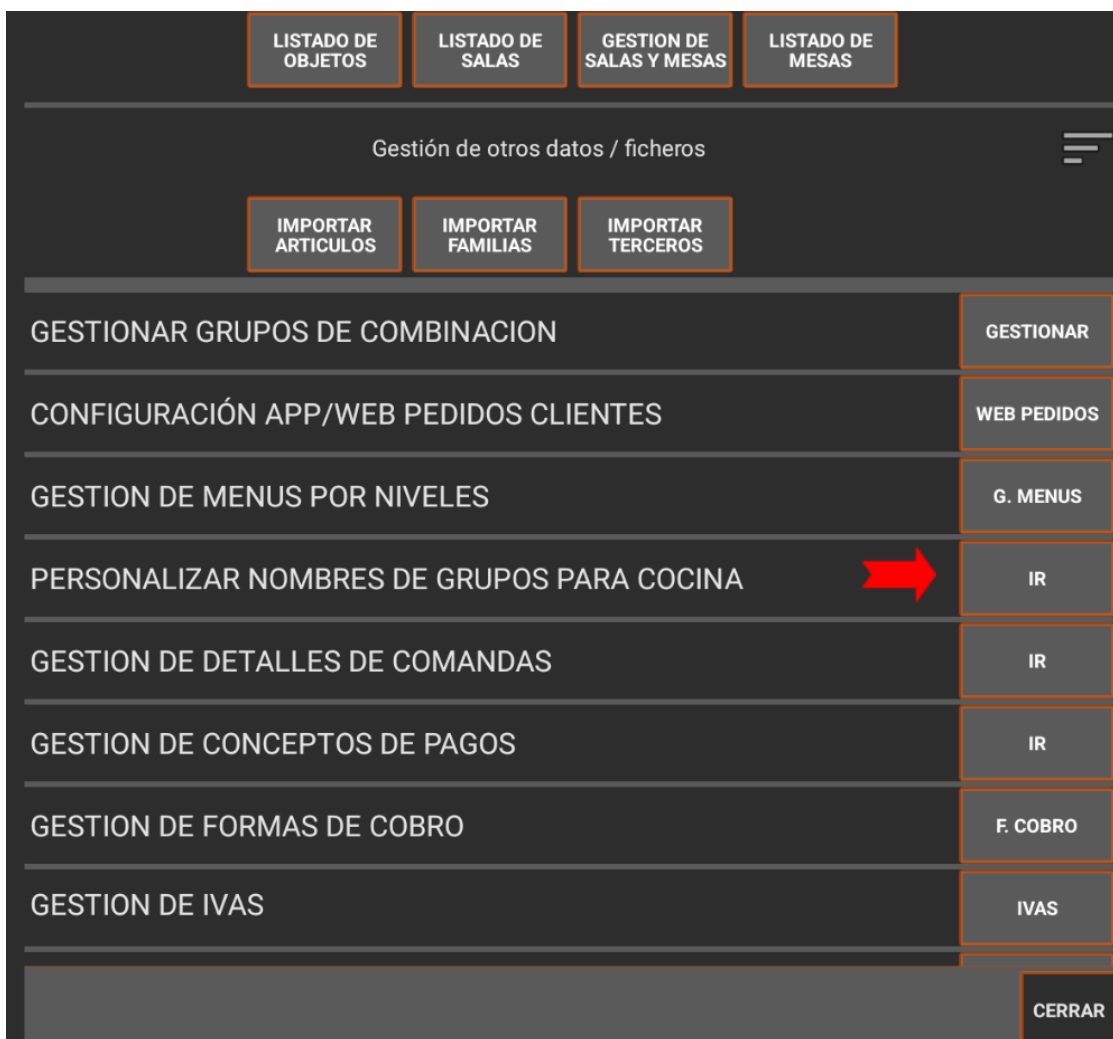 LISTADO DE
OBJETOS
LISTADO DE
SALAS
GESTION DE
SALAS Y MESAS
LISTADO DE
MESAS
Gestión de otros datos / ficheros
IMPORTAR
ARTICULOS
IMPORTAR
FAMILIAS
IMPORTAR
TERCEROS
GESTIONAR GRUPOS DE COMBINACION
GESTIONAR
CONFIGURACIÓN APP/WEB PEDIDOS CLIENTES
WEB PEDIDOS
GESTION DE MENUS POR NIVELES
G. MENUS
PERSONALIZAR NOMBRES DE GRUPOS PARA COCINA
IR
GESTION DE DETALLES DE COMANDAS
IR
GESTION DE CONCEPTOS DE PAGOS
IR
GESTION DE FORMAS DE COBRO
F. COBRO
GESTION DE IVAS
IVAS
CERRAR